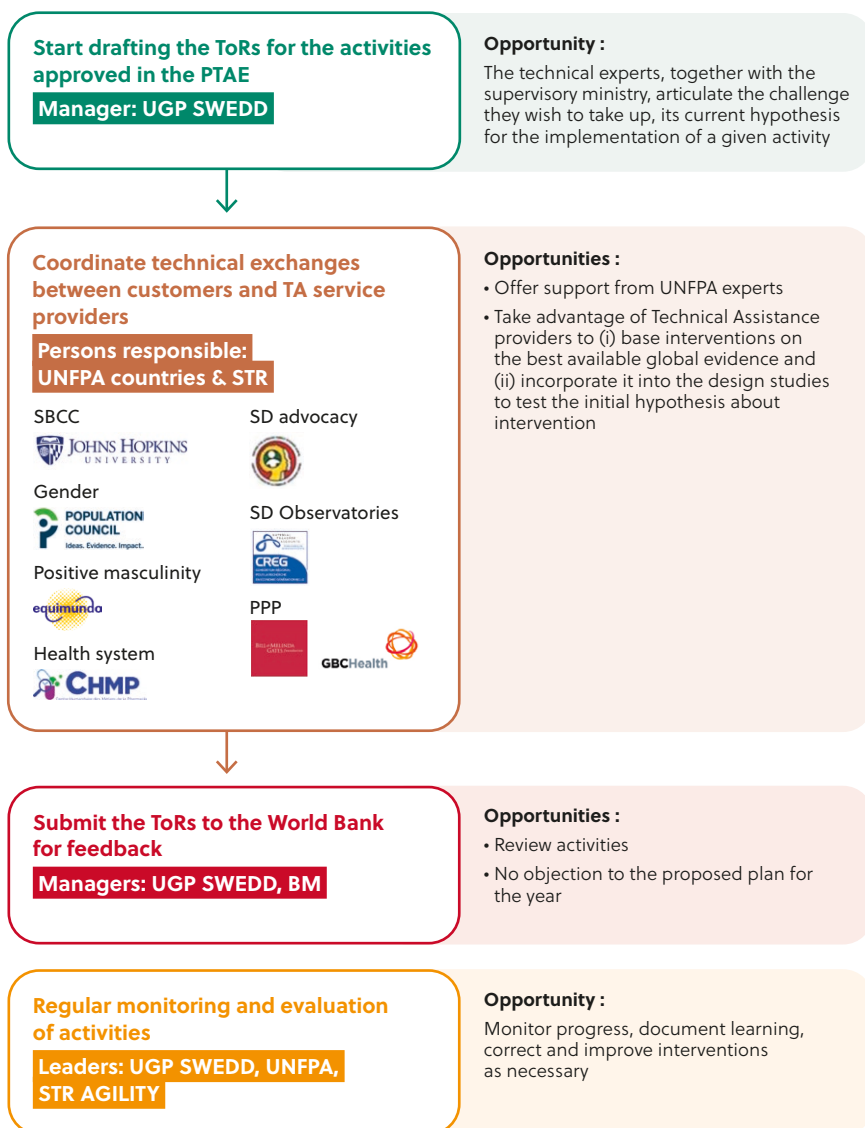 Start drafting the ToRs for the activities
approved in the PTAE
Manager: UGP SWEDD
Opportunity :
The technical experts, together with the
supervisory ministry, articulate the challenge
they wish to take up, its current hypothesis
for the implementation of a given activity
Coordinate technical exchanges
between customers and TA service
providers
Persons responsible:
UNFPA countries & STR
SBCC
JOHNS HOPKINS
UNIVERSITY
Gender
POPULATION
COUNCIL
Ideas. Evidence. Impact.
Positive masculinity
equimundo
Health system
CHMP
SD advocacy
SD Observatories
CREG
PPP
BILL & MELINDA
GATES foundation
GBCHealth
Opportunities :
• Offer support from UNFPA experts
• Take advantage of Technical Assistance
providers to (i) base interventions on
the best available global evidence and
(ii) incorporate it into the design studies
to test the initial hypothesis about
intervention
Submit the ToRs to the World Bank
for feedback
Managers: UGP SWEDD, BM
Opportunities :
• Review activities
• No objection to the proposed plan for
the year
Regular monitoring and evaluation
of activities
Leaders: UGP SWEDD, UNFPA,
STR AGILITY
Opportunity :
Monitor progress, document learning,
correct and improve interventions
as necessary